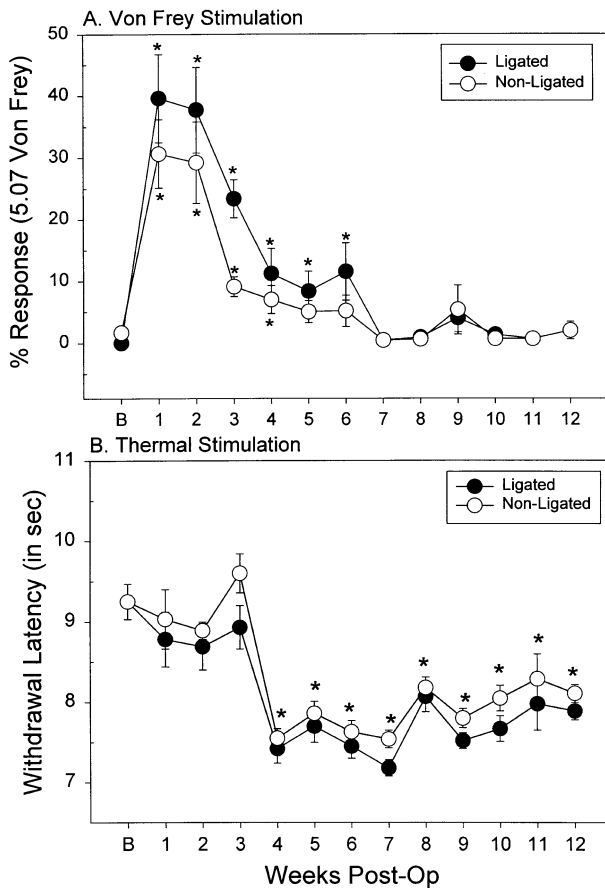 A. Von Frey Stimulation
50
40
30
20
10
0
% Response (5.07 Von Frey)
Ligated
Non-Ligated
* * * * * *
* * * *
B 1 2 3 4 5 6 7 8 9 10 11 12
B. Thermal Stimulation
11
10
9
8
7
Withdrawal Latency (in sec)
Ligated
Non-Ligated
* * * * * * * * *
B 1 2 3 4 5 6 7 8 9 10 11 12
Weeks Post-Op